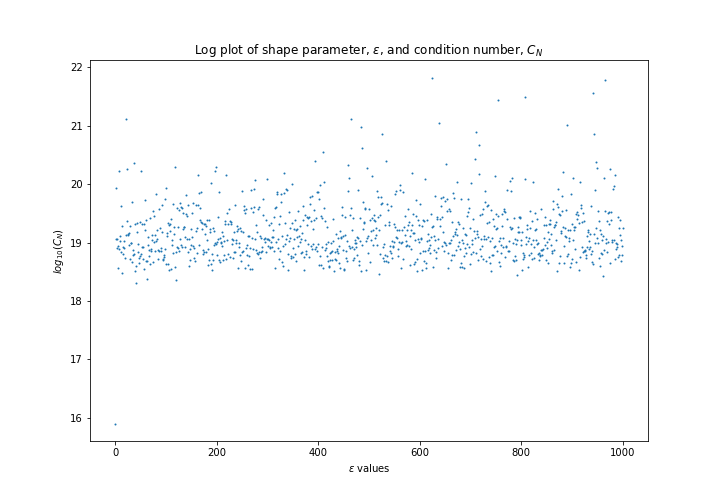 Log plot of shape parameter, ε, and condition number, C_N
22
21
20
19
18
17
16
log₁₀(C_N)
0 200 400 600 800 1000
ε values